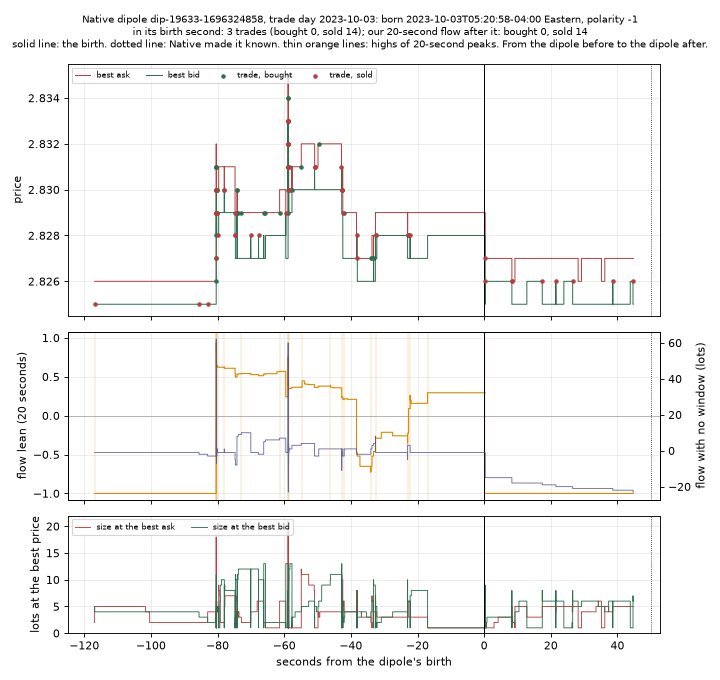 Native dipole dip-19633-1696324858, trade day 2023-10-03: born 2023-10-03T05:20:58-04:00 Eastern, polarity -1
in its birth second: 3 trades (bought 0, sold 14); our 20-second flow after it: bought 0, sold 14
solid line: the birth. dotted line: Native made it known. thin orange lines: highs of 20-second peaks. From the dipole before to the dipole after.
best ask
best bid
trade, bought
trade, sold
2.834
2.832
2.830
2.828
2.826
price
1.0
0.5
0.0
−0.5
−1.0
flow lean (20 seconds)
60
40
20
0
−20
flow with no window (lots)
size at the best ask
size at the best bid
20
15
10
5
0
lots at the best price
−120
−100
−80
−60
−40
−20
0
20
40
seconds from the dipole's birth